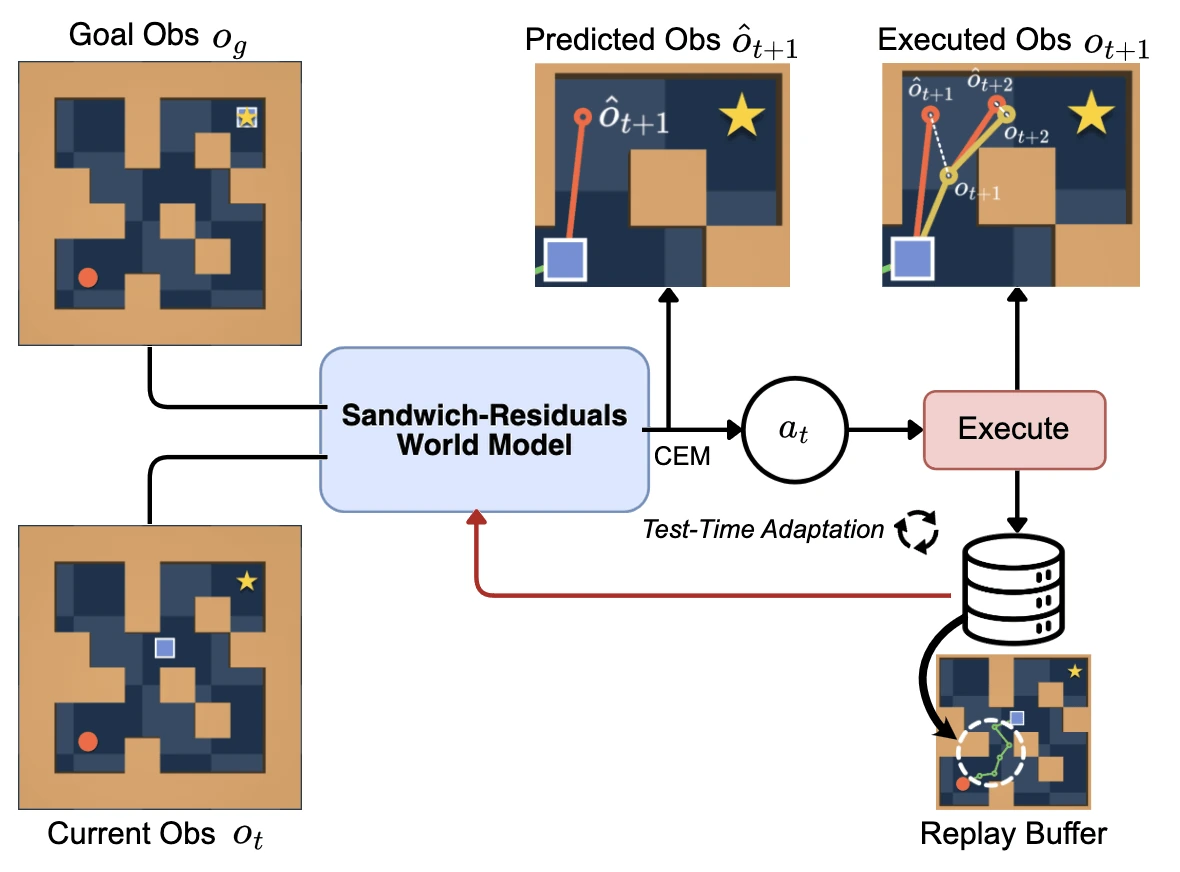 Goal Obs o_g
Predicted Obs ô_{t+1}
Executed Obs o_{t+1}
ô_{t+1}
ô_{t+1}
ô_{t+2}
o_{t+2}
o_{t+1}
Sandwich-Residuals
World Model
CEM
a_t
Execute
Test-Time Adaptation
Current Obs o_t
Replay Buffer